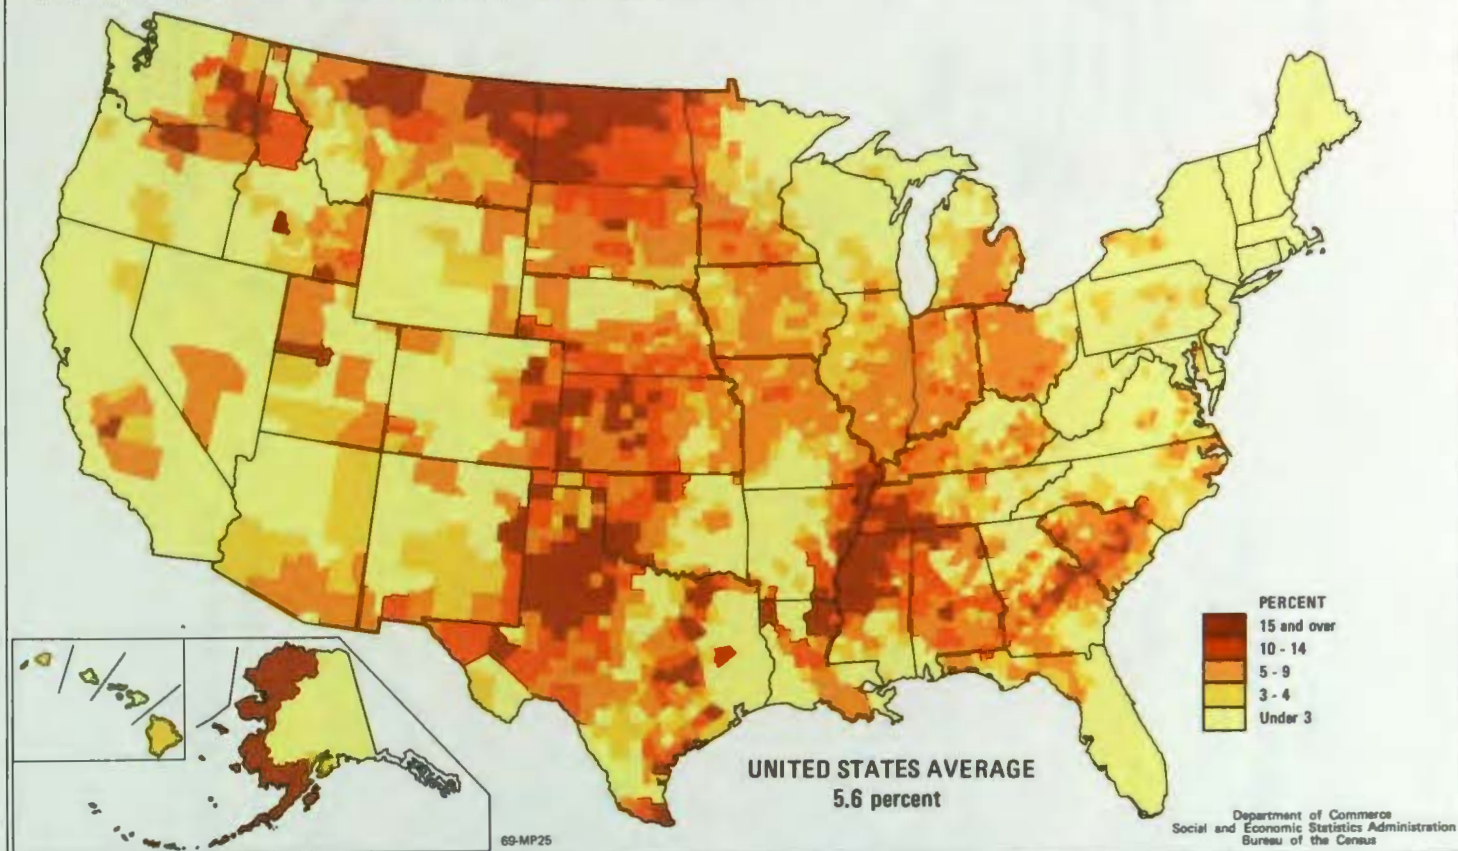 PERCENT
15 and over
10 - 14
5 - 9
3 - 4
Under 3
UNITED STATES AVERAGE
5.6 percent
69-MP25
Department of Commerce
Social and Economic Statistics Administration
Bureau of the Census